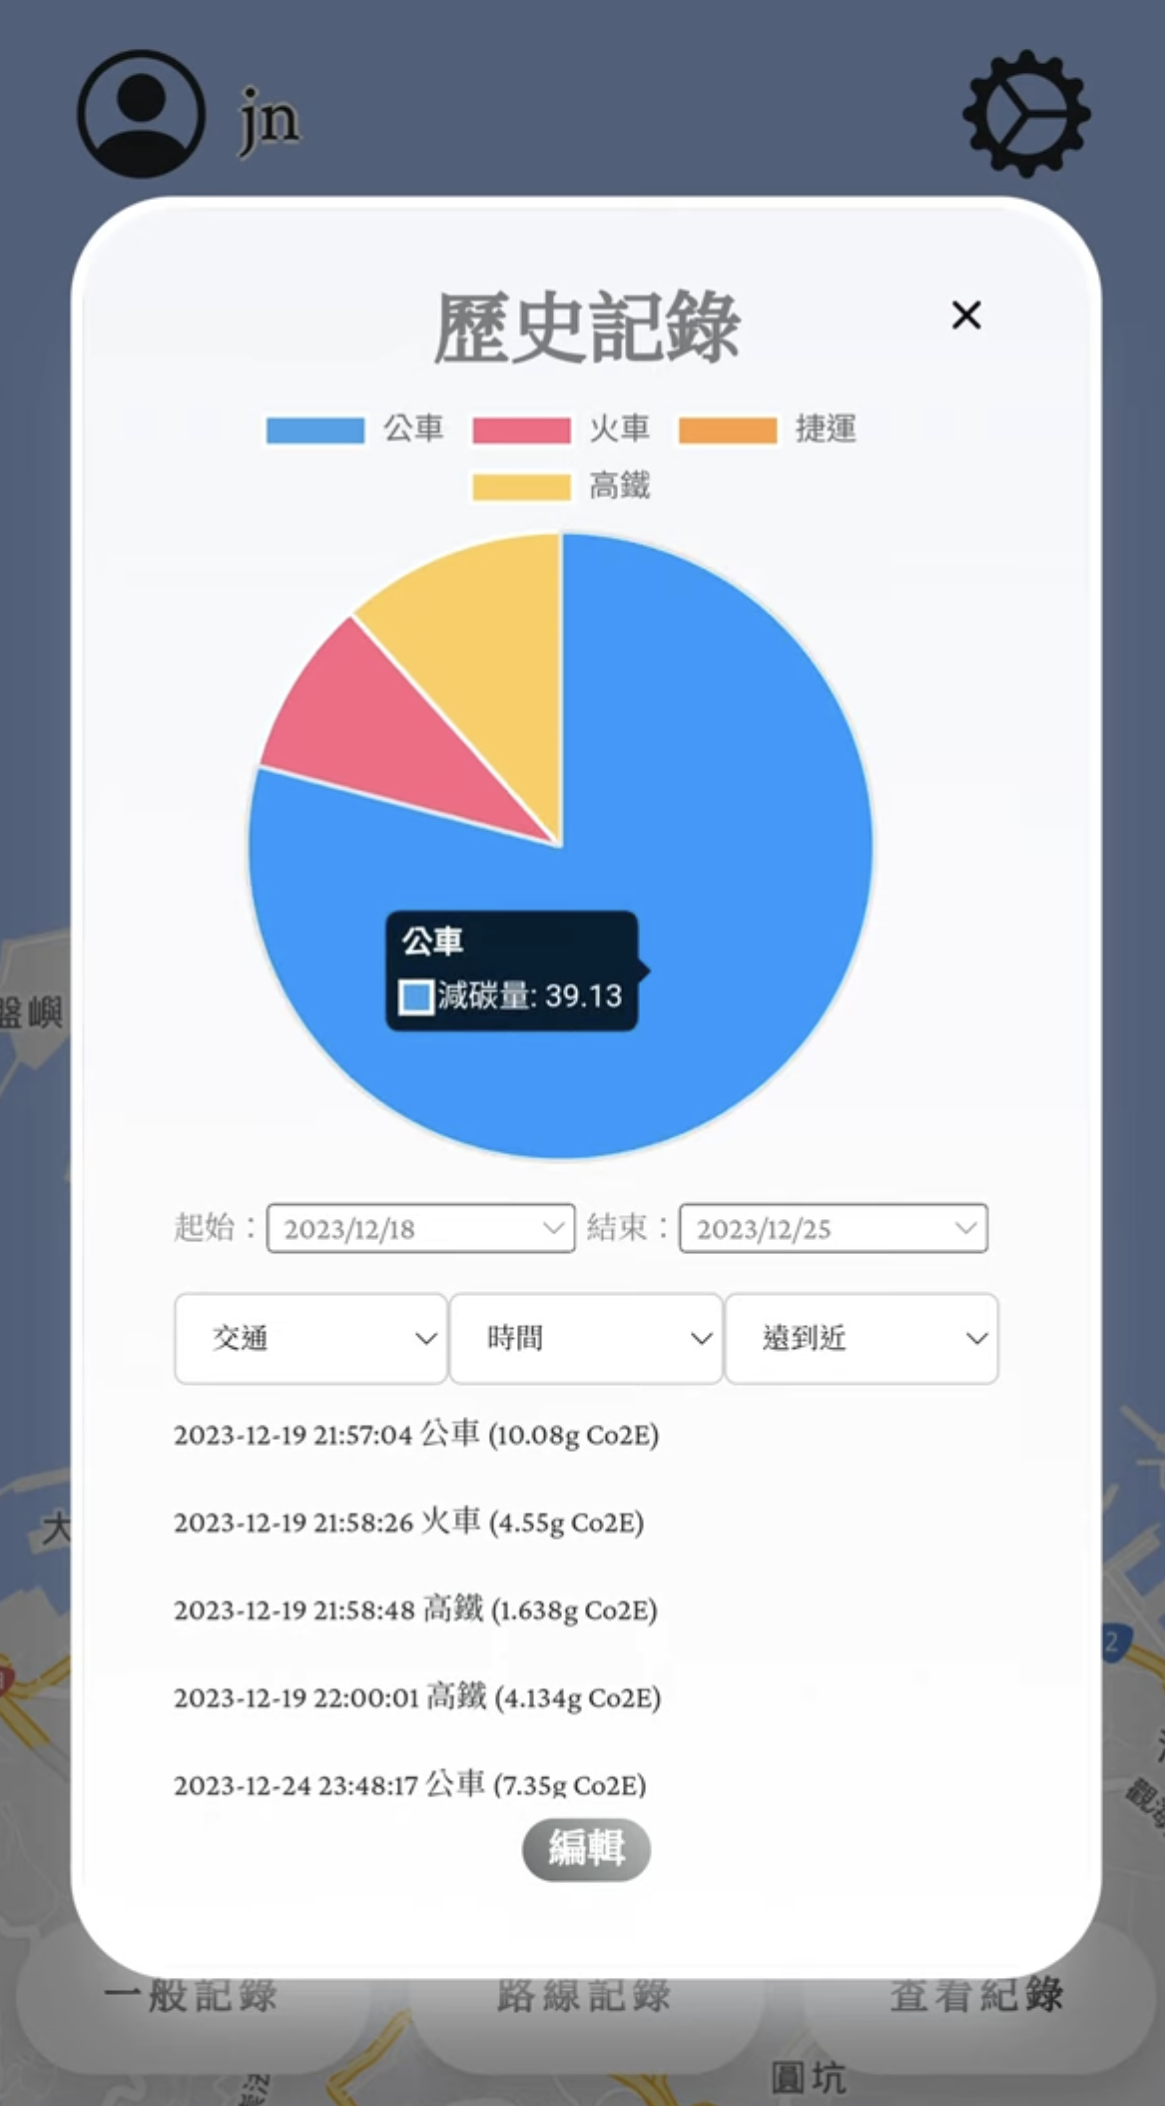 jn
歷史記錄
公車 火車 捷運
高鐵
公車
減碳量: 39.13
盤嶼
起始：2023/12/18 結束：2023/12/25
交通 時間 遠到近
2023-12-19 21:57:04 公車 (10.08g Co2E)
2023-12-19 21:58:26 火車 (4.55g Co2E)
大
2023-12-19 21:58:48 高鐵 (1.638g Co2E)
2
2023-12-19 22:00:01 高鐵 (4.134g Co2E)
2023-12-24 23:48:17 公車 (7.35g Co2E)
編輯
一般記錄 路線記錄 查看紀錄
圓坑